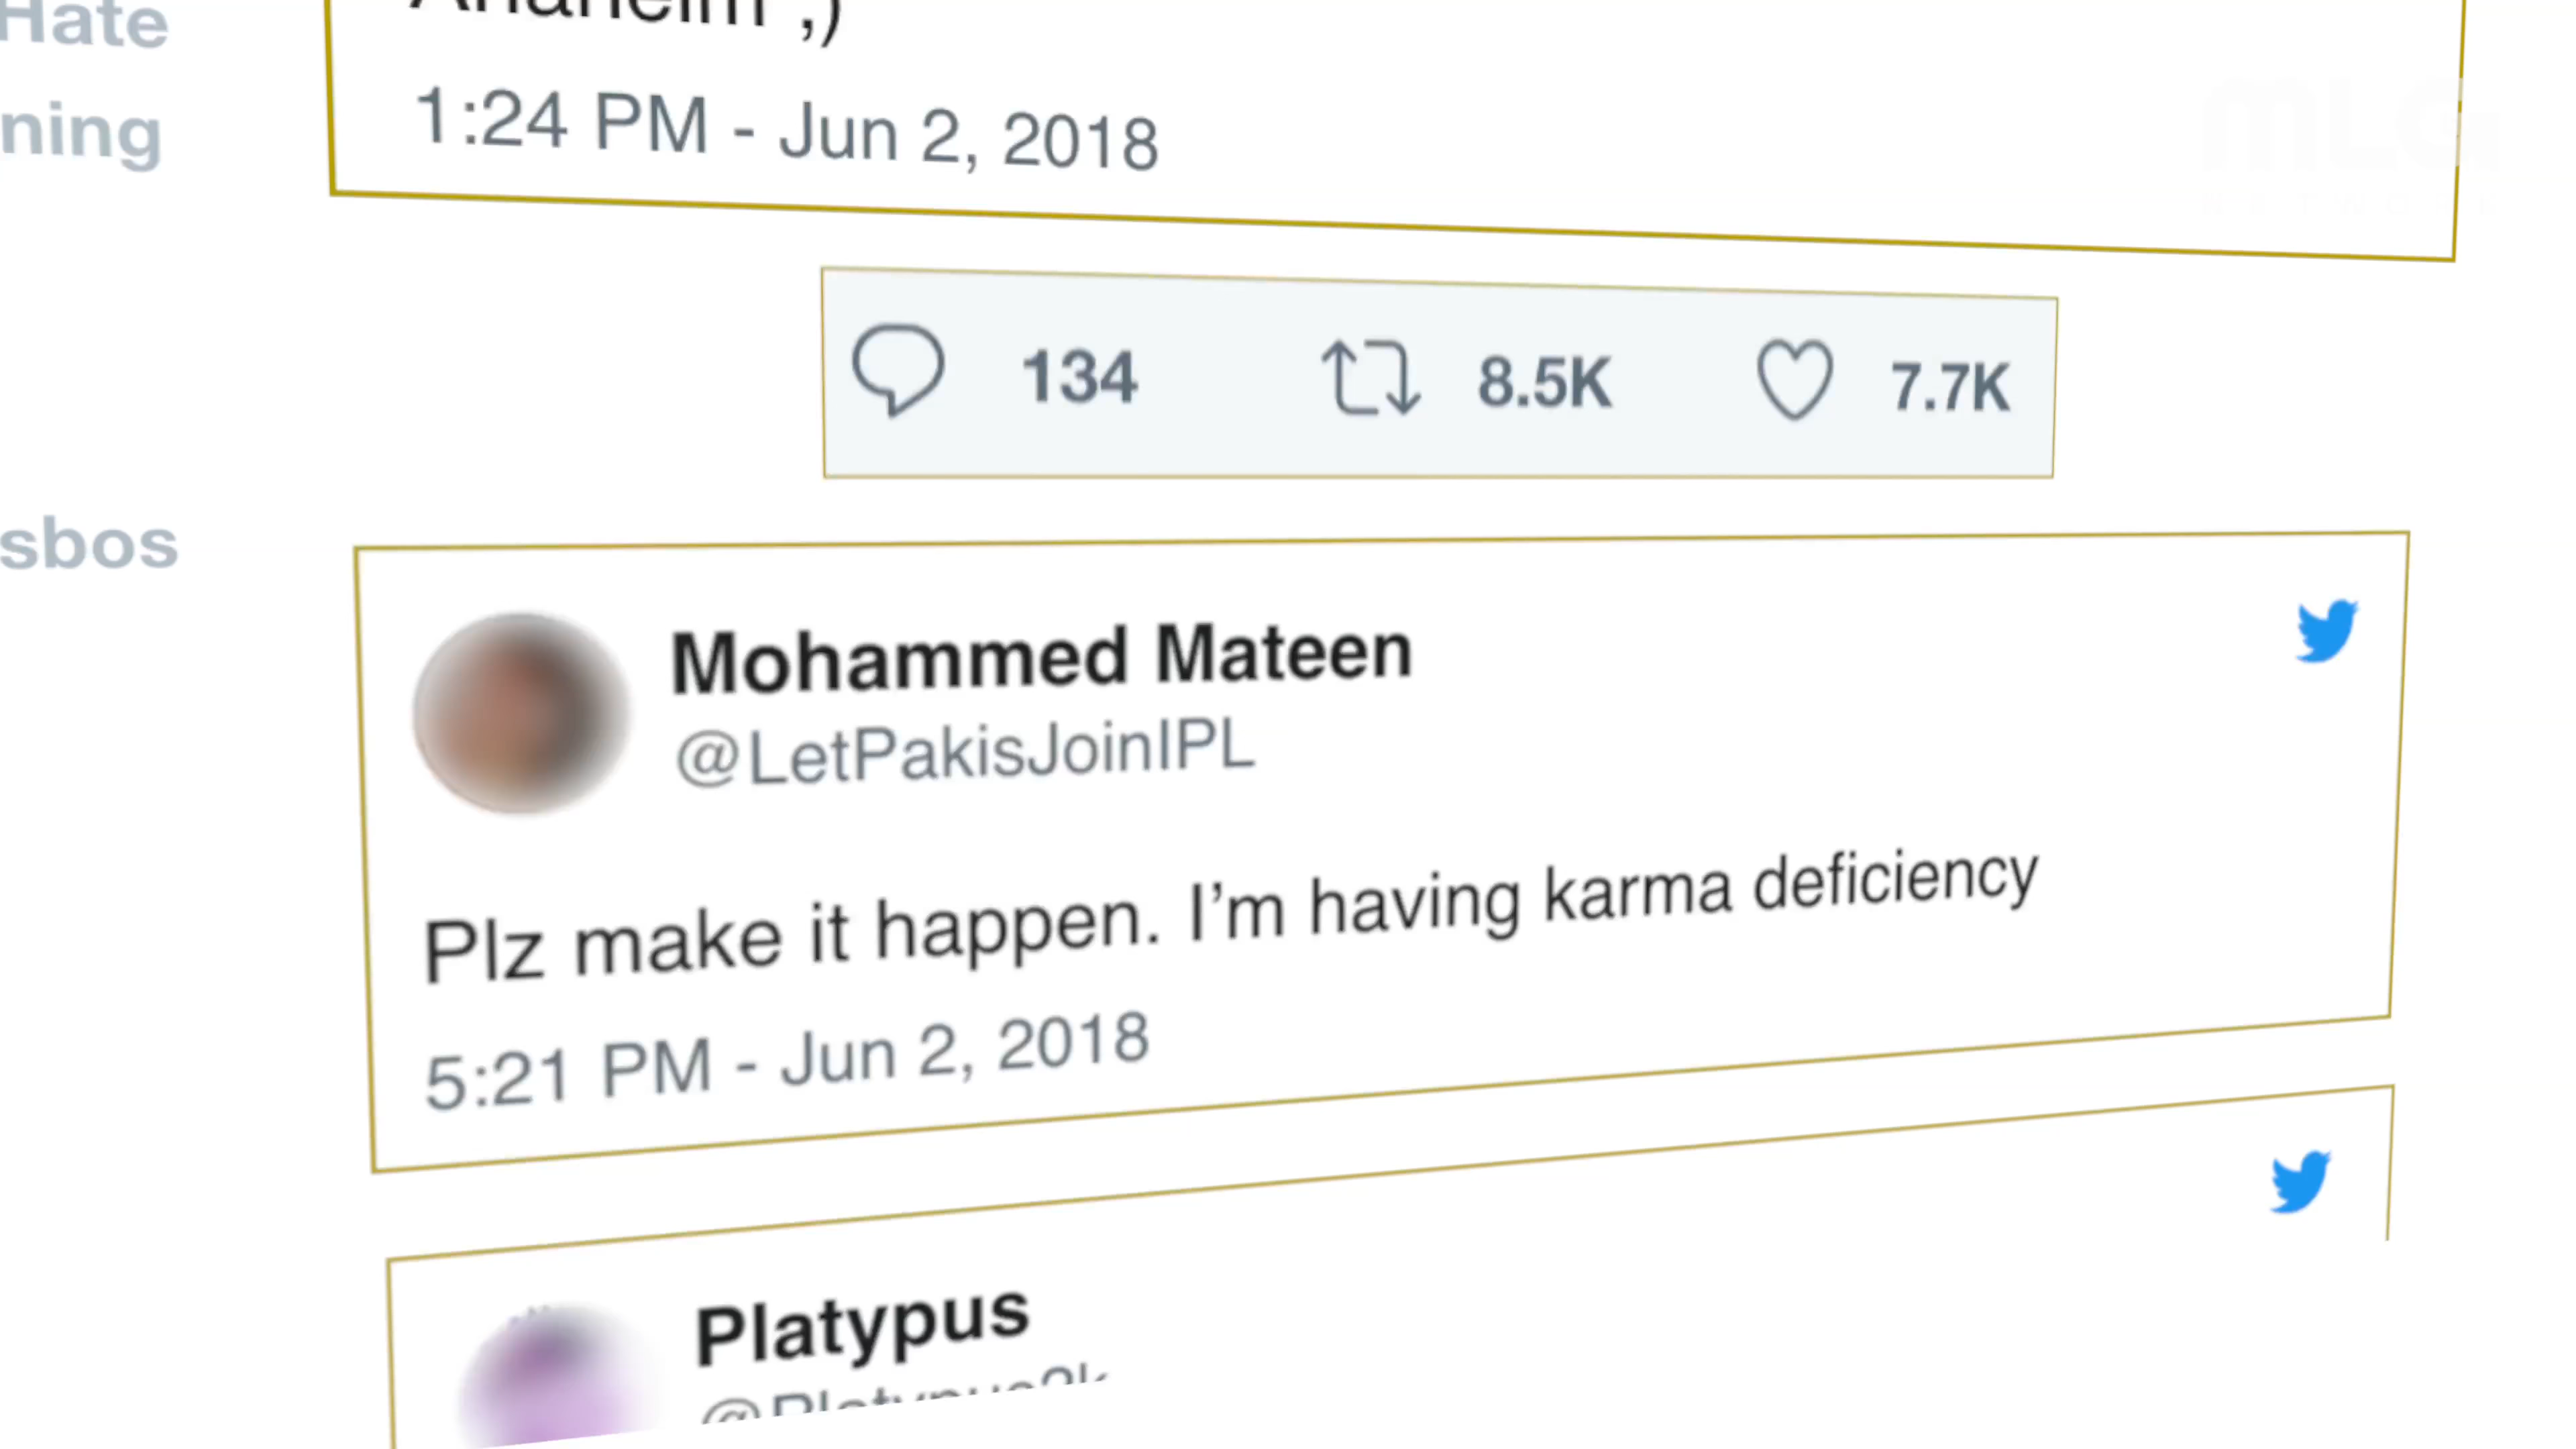 Hate
ning
sbos
Anaheim ;)
1:24 PM - Jun 2, 2018
134 8.5K 7.7K
Mohammed Mateen
@LetPakisJoinIPL
Plz make it happen. I'm having karma deficiency
5:21 PM - Jun 2, 2018
Platypus